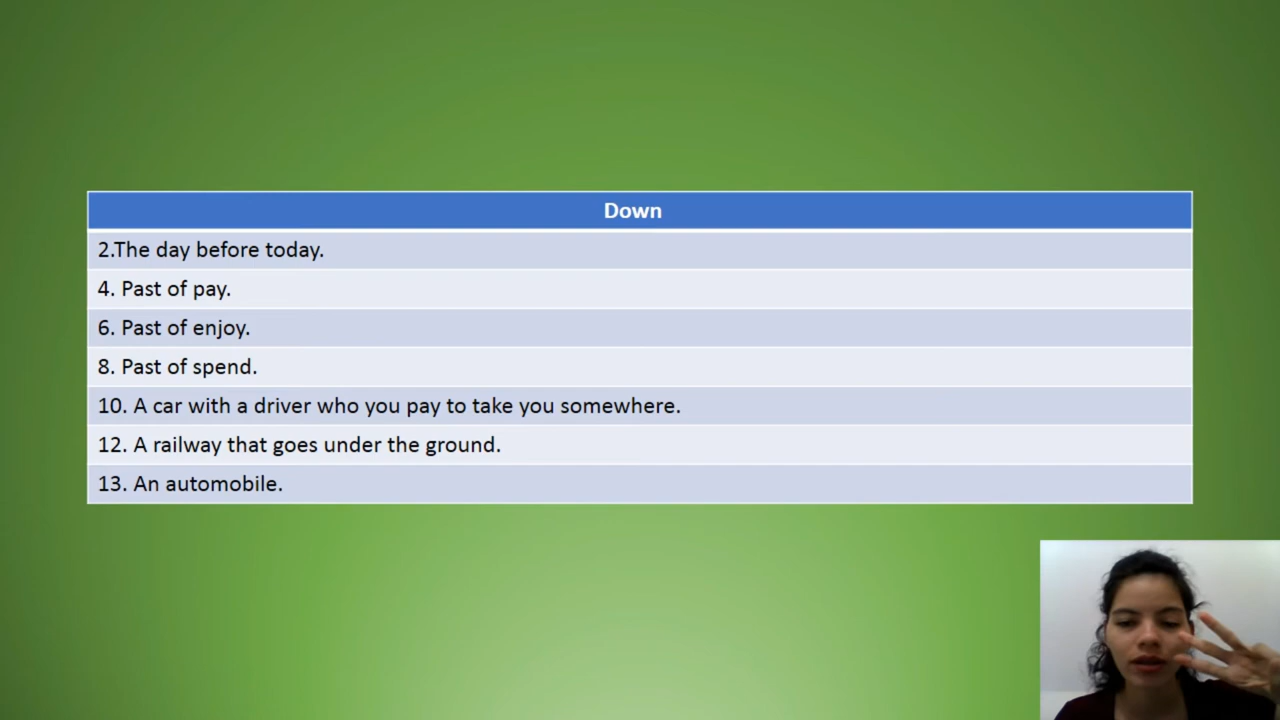 Down
2.The day before today.
4. Past of pay.
6. Past of enjoy.
8. Past of spend.
10. A car with a driver who you pay to take you somewhere.
12. A railway that goes under the ground.
13. An automobile.